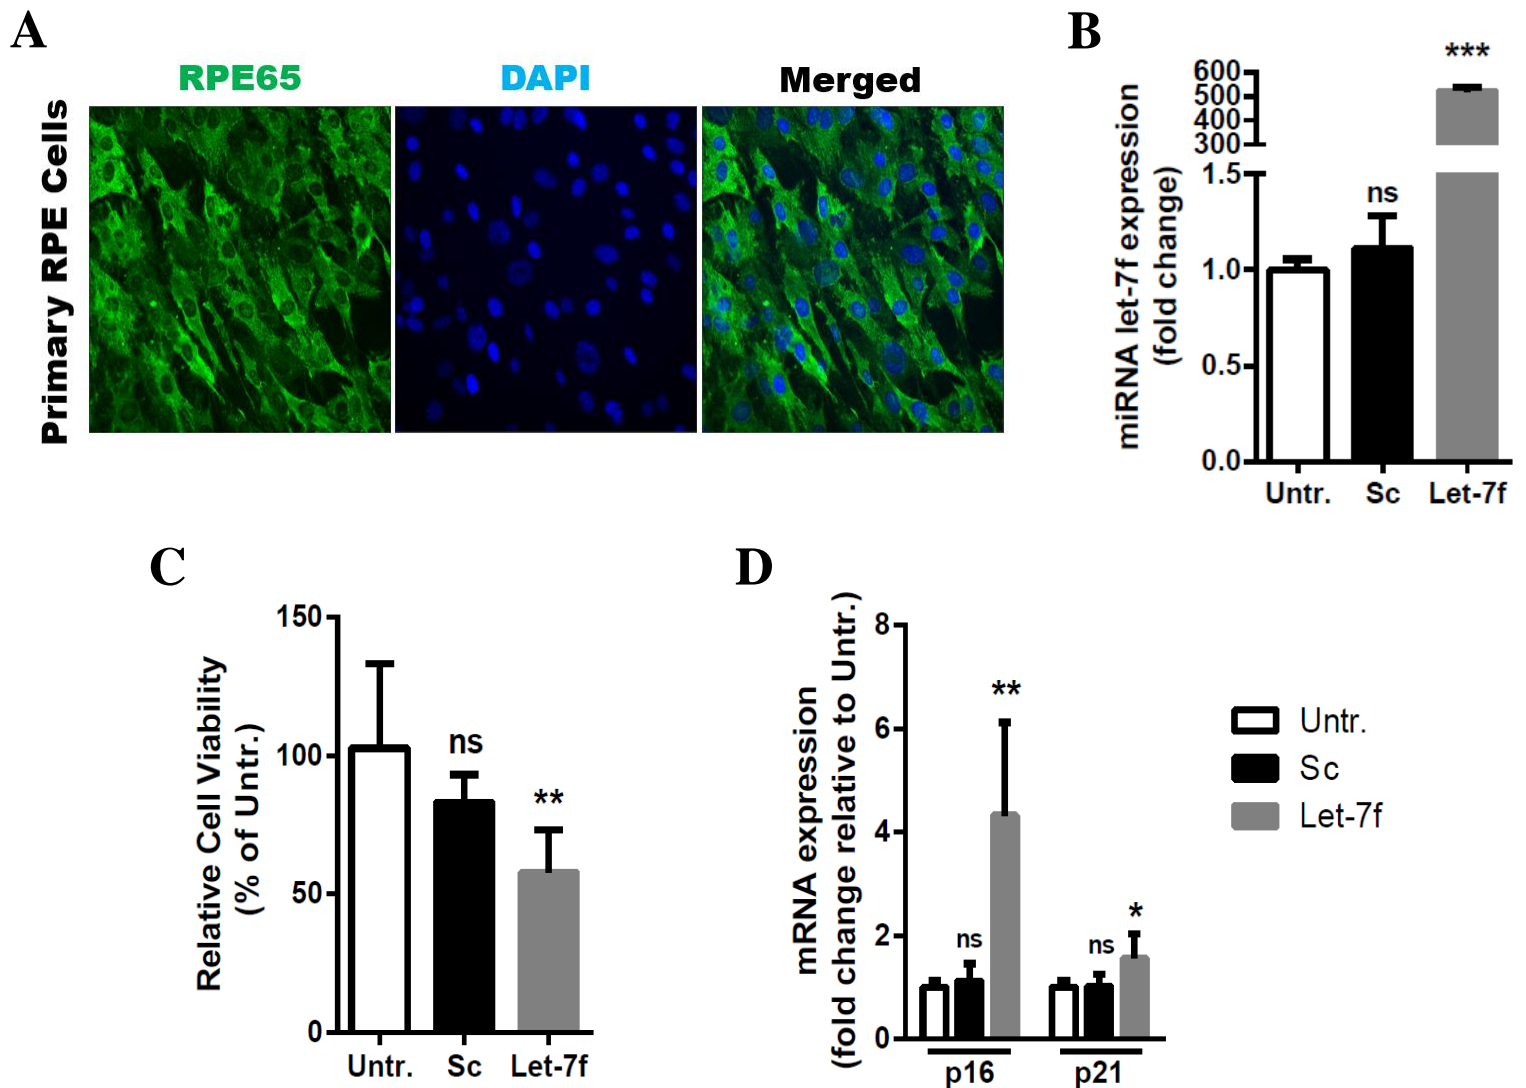 A
RPE65
DAPI
Merged
Primary RPE Cells
B
miRNA let-7f expression
(fold change)
600
500
400
300
1.5
1.0
0.5
0.0
ns
***
Untr.
Sc
Let-7f
C
Relative Cell Viability
(% of Untr.)
150
100
50
0
ns
**
Untr.
Sc
Let-7f
D
mRNA expression
(fold change relative to Untr.)
8
6
4
2
0
ns
**
ns
*
p16
p21
Untr.
Sc
Let-7f